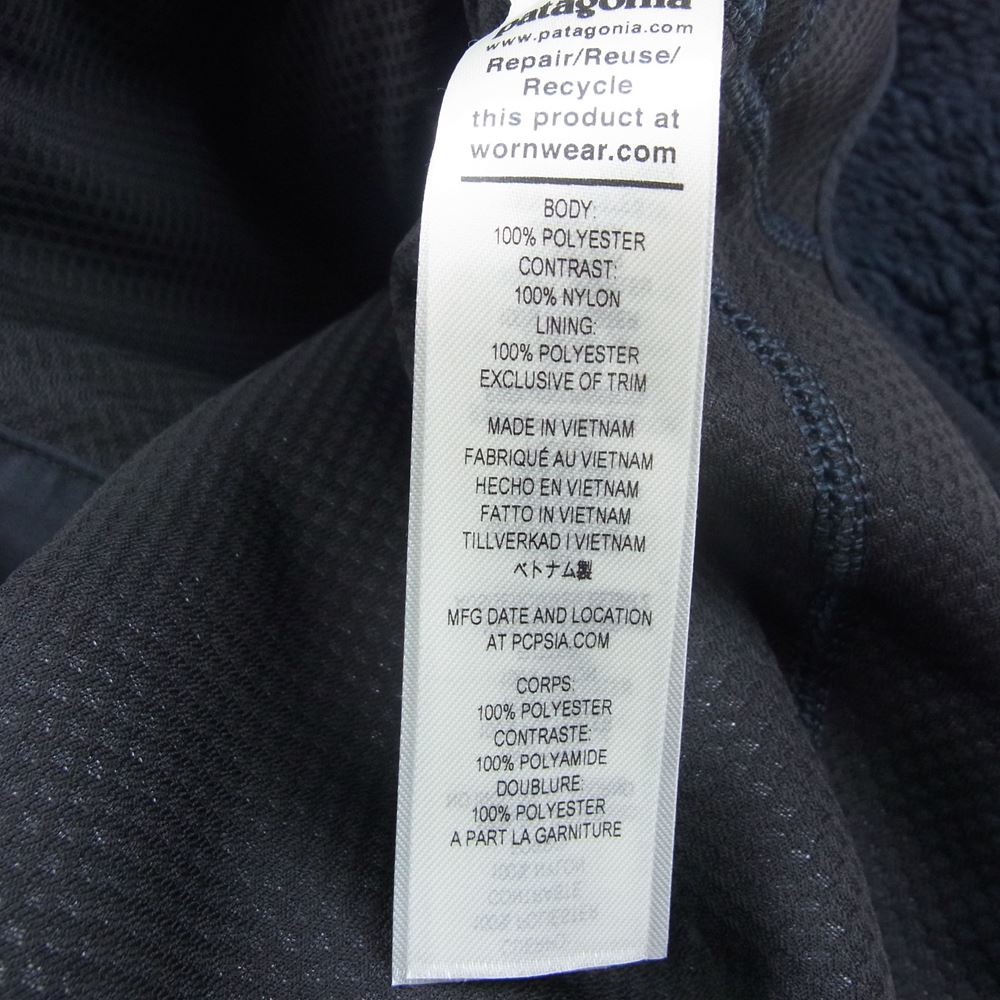 patagonia
www.patagonia.com
Repair/Reuse/
Recycle
this product at
wornwear.com
BODY:
100% POLYESTER
CONTRAST:
100% NYLON
LINING:
100% POLYESTER
EXCLUSIVE OF TRIM
MADE IN VIETNAM
FABRIQUÉ AU VIETNAM
HECHO EN VIETNAM
FATTO IN VIETNAM
TILLVERKAD I VIETNAM
ベトナム製
MFG DATE AND LOCATION
AT PCPSIA.COM
CORPS:
100% POLYESTER
CONTRASTE:
100% POLYAMIDE
DOUBLURE:
100% POLYESTER
A PART LA GARNITURE